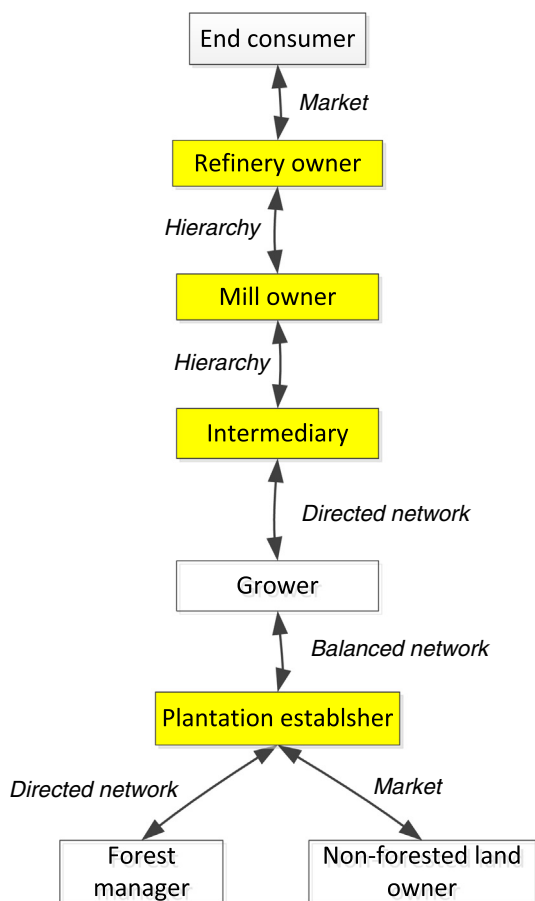 End consumer
Market
Refinery owner
Hierarchy
Mill owner
Hierarchy
Intermediary
Directed network
Grower
Balanced network
Plantation establsher
Directed network
Market
Forest
manager
Non-forested land
owner